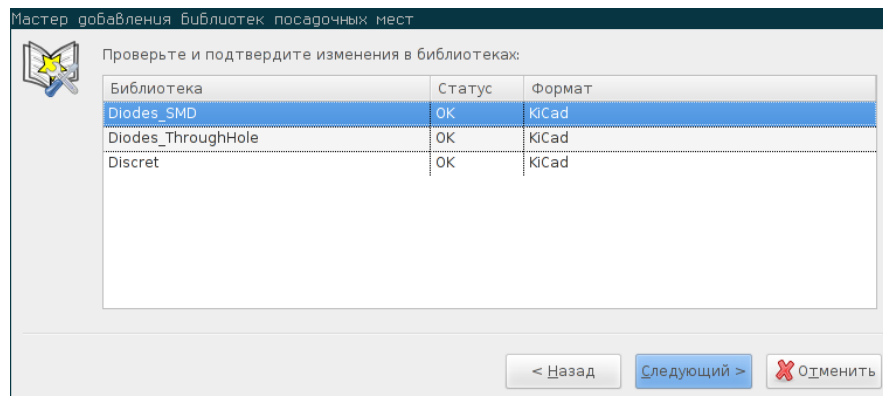 Мастер добавления библиотек посадочных мест
Проверьте и подтвердите изменения в библиотеках:
Библиотека Статус Формат
Diodes_SMD OK KiCad
Diodes_ThroughHole OK KiCad
Discret OK KiCad
< Назад Следующий > Отменить